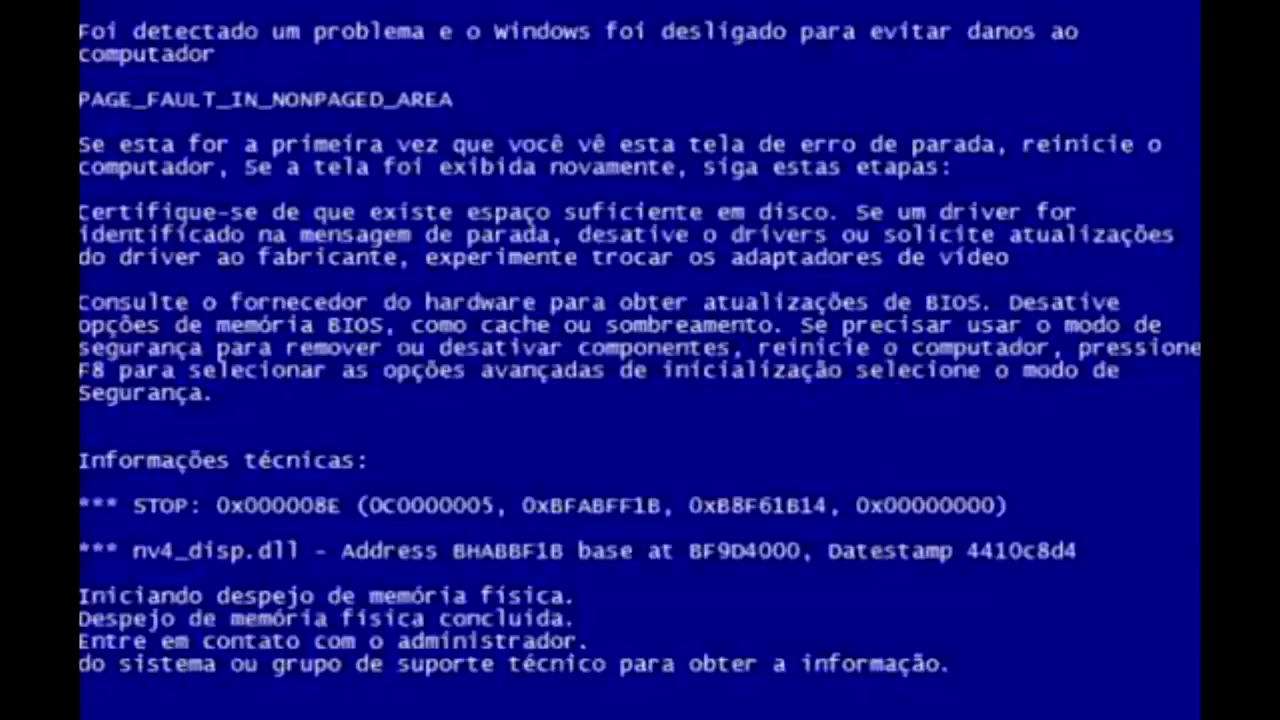 Foi detectado um problema e o Windows foi desligado para evitar danos ao
computador
PAGE_FAULT_IN_NONPAGED_AREA
Se esta for a primeira vez que você vê esta tela de erro de parada, reinicie o
computador, Se a tela foi exibida novamente, siga estas etapas:
Certifique-se de que existe espaço suficiente em disco. Se um driver for
identificado na mensagem de parada, desative o drivers ou solicite atualizações
do driver ao fabricante, experimente trocar os adaptadores de vídeo
Consulte o fornecedor do hardware para obter atualizações de BIOS. Desative
opções de memória BIOS, como cache ou sombreamento. Se precisar usar o modo de
segurança para remover ou desativar componentes, reinicie o computador, pressione
F8 para selecionar as opções avançadas de inicialização selecione o modo de
Segurança.
Informações técnicas:
*** STOP: 0x000008E (0C0000005, 0xBFABFF1B, 0xB8F61B14, 0x00000000)
*** nv4_disp.dll - Address BHABBF1B base at BF9D4000, Datestamp 4410c8d4
Iniciando despejo de memória física.
Despejo de memória física concluída.
Entre em contato com o administrador.
do sistema ou grupo de suporte técnico para obter a informação.